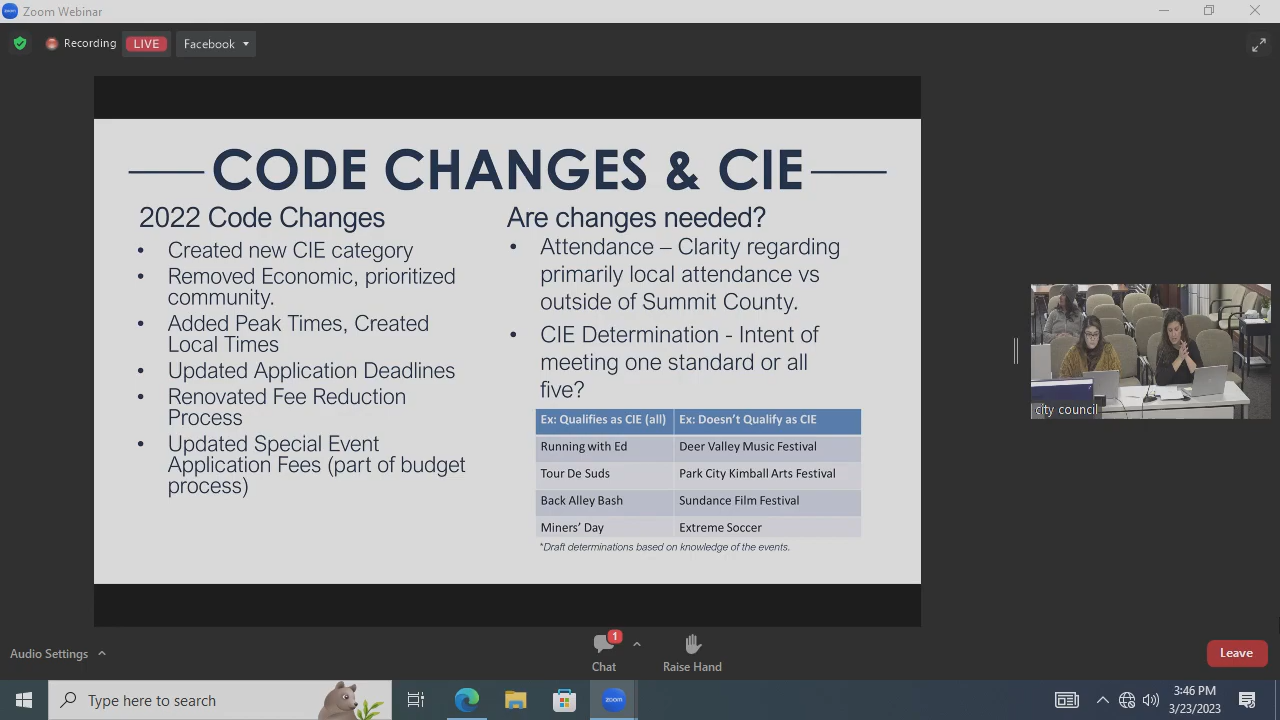 Zoom Webinar
Recording
LIVE
Facebook
CODE CHANGES & CIE
2022 Code Changes
• Created new CIE category
• Removed Economic, prioritized
community.
• Added Peak Times, Created
Local Times
• Updated Application Deadlines
• Renovated Fee Reduction
Process
• Updated Special Event
Application Fees (part of budget
process)
Are changes needed?
• Attendance – Clarity regarding
primarily local attendance vs
outside of Summit County.
• CIE Determination - Intent of
meeting one standard or all
five?
Ex: Qualifies as CIE (all) Ex: Doesn't Qualify as CIE
Running with Ed Deer Valley Music Festival
Tour De Suds Park City Kimball Arts Festival
Back Alley Bash Sundance Film Festival
Miners' Day Extreme Soccer
*Draft determinations based on knowledge of the events.
city council
Audio Settings
1
Chat
Raise Hand
Leave
Type here to search
zoom
3:46 PM
3/23/2023